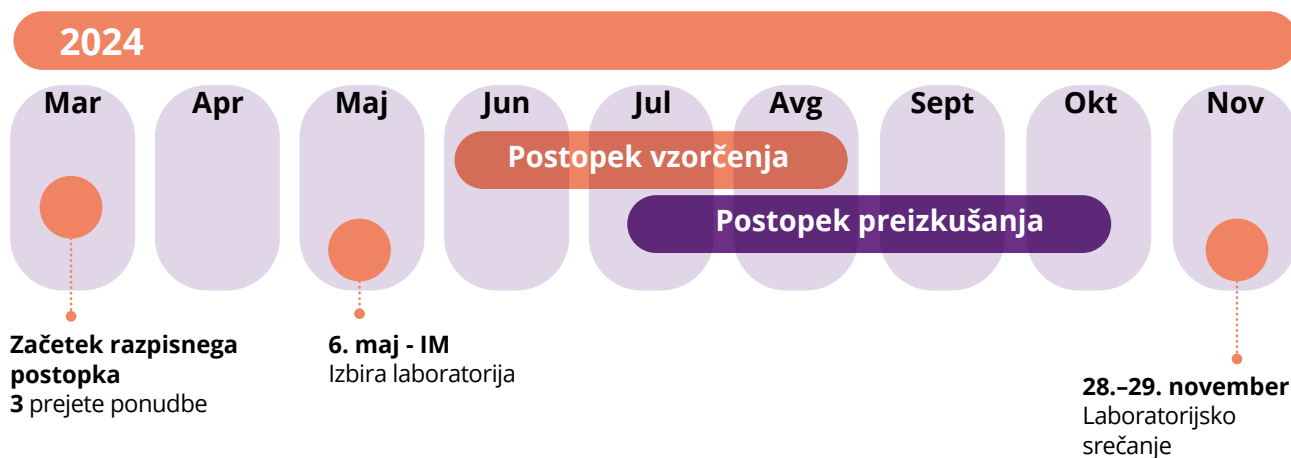 2024
Mar
Apr
Maj
Jun
Jul
Avg
Sept
Okt
Nov
Postopek vzorčenja
Postopek preizkušanja
Začetek razpisnega
postopka
3 prejete ponudbe
6. maj - IM
Izbira laboratorija
28.–29. november
Laboratorijsko
srečanje